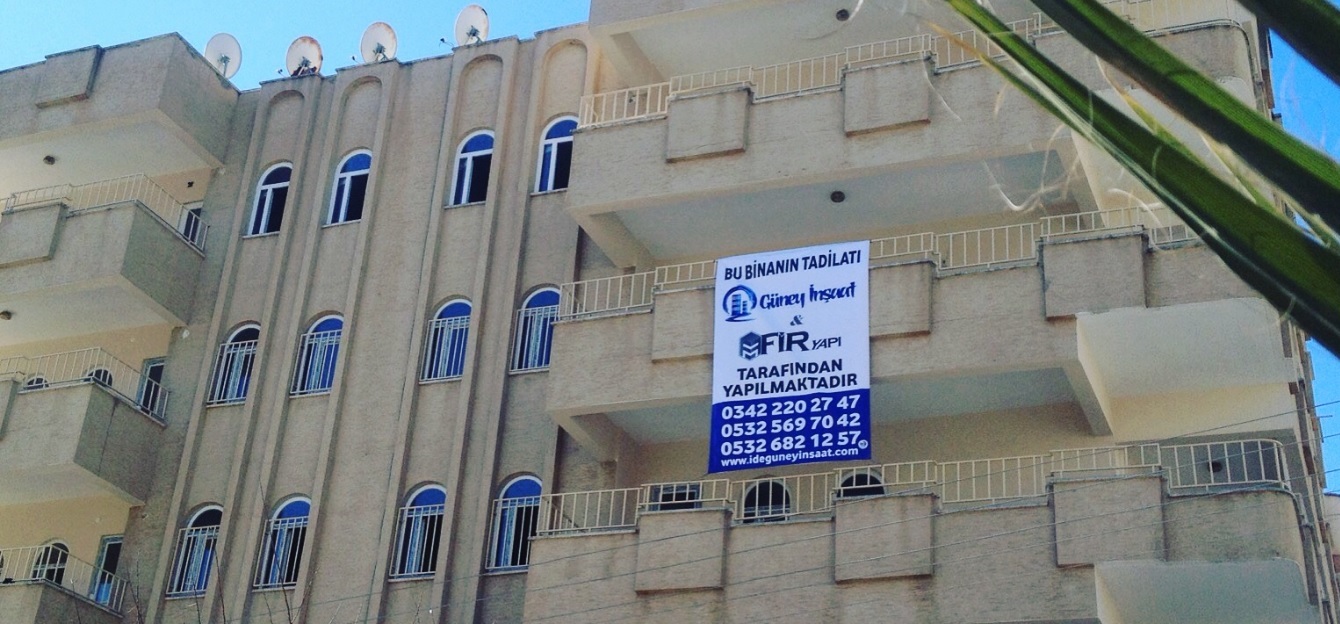 BU BİNANIN TADİLATI
Güney İnşaat
&
FİR YAPI
TARAFINDAN
YAPILMAKTADIR
0342 220 27 47
0532 569 70 42
0532 682 12 57
www.ideguneyinsaat.com